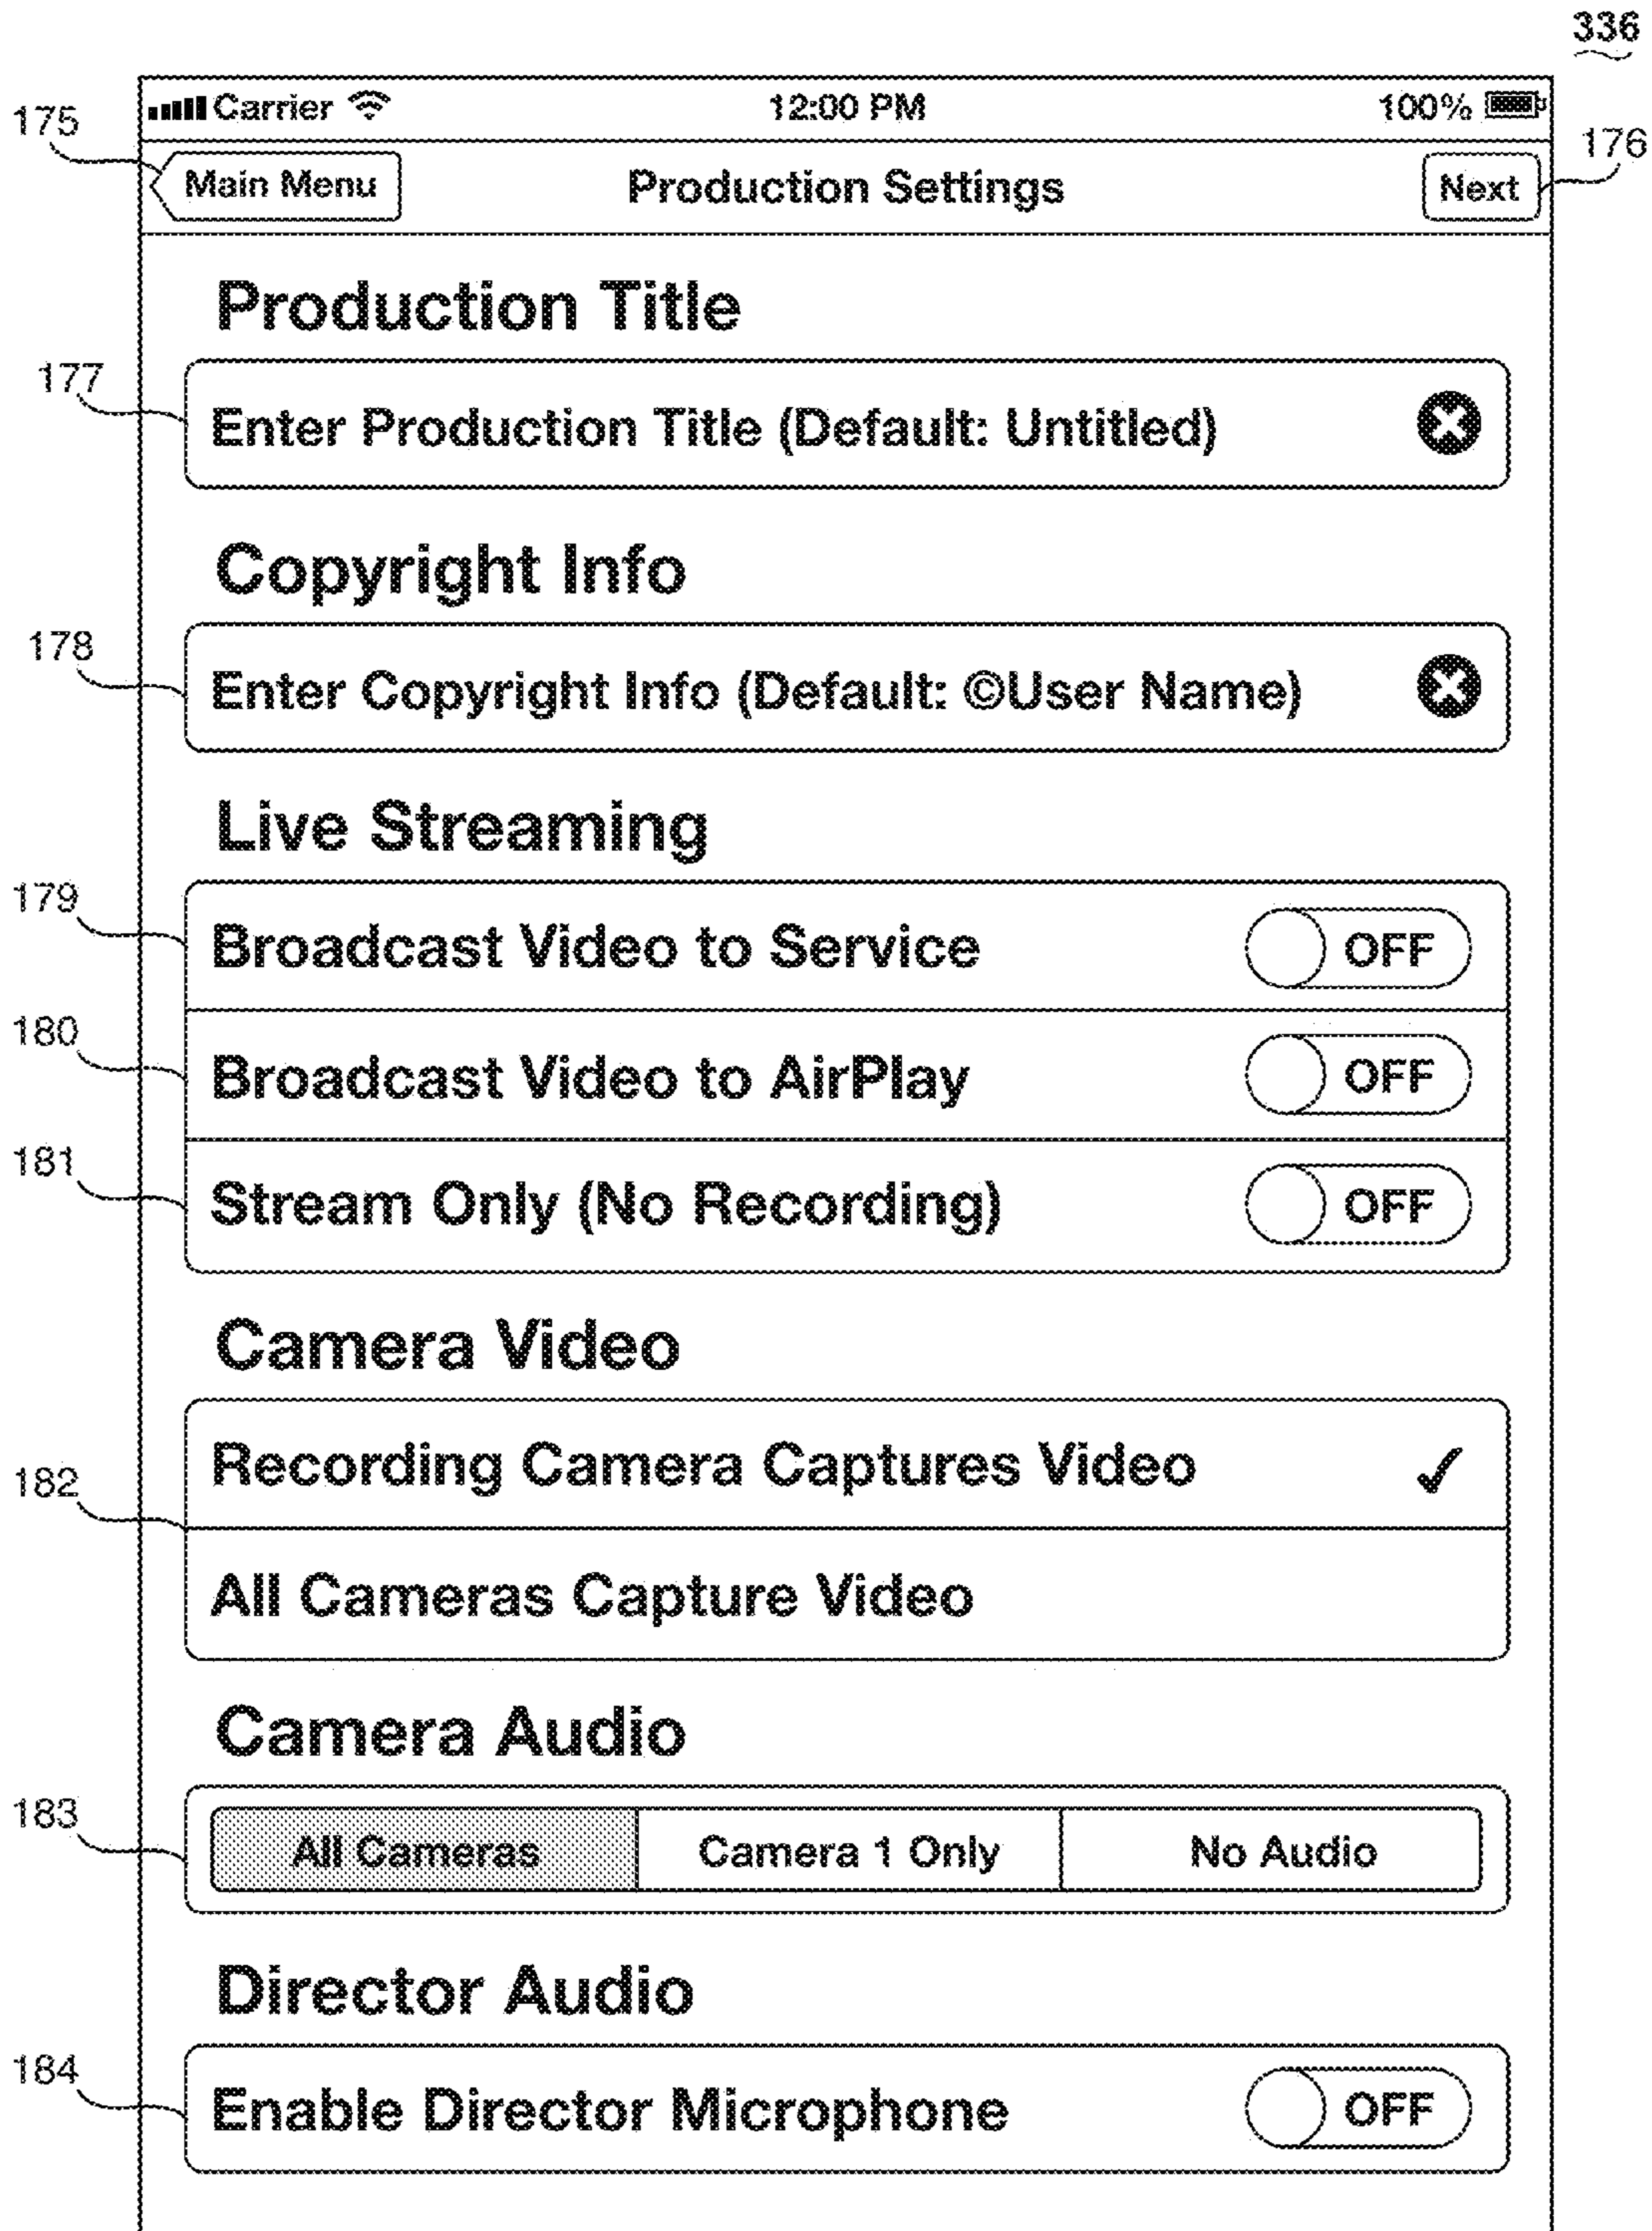 336
Carrier 12:00 PM 100%
175
Main Menu Production Settings Next
176
Production Title
177
Enter Production Title (Default: Untitled)
Copyright Info
178
Enter Copyright Info (Default: ©User Name)
Live Streaming
179
Broadcast Video to Service OFF
180
Broadcast Video to AirPlay OFF
181
Stream Only (No Recording) OFF
Camera Video
Recording Camera Captures Video ✓
182
All Cameras Capture Video
Camera Audio
183
All Cameras Camera 1 Only No Audio
Director Audio
184
Enable Director Microphone OFF